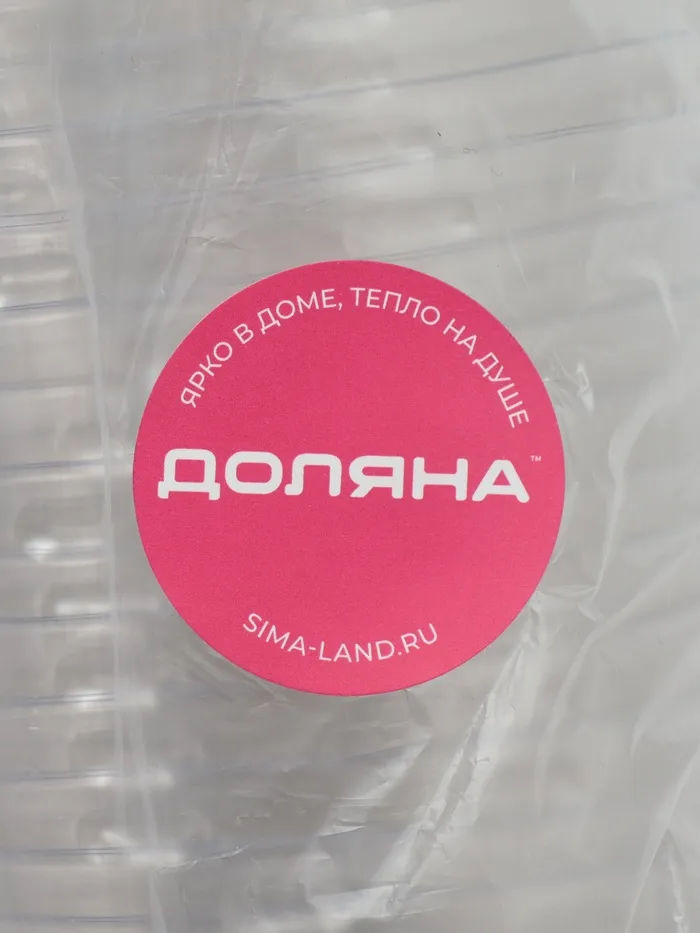 ЯРКО В ДОМЕ, ТЕПЛО НА ДУШЕ
ДОЛЯНА™
SIMA-LAND.RU